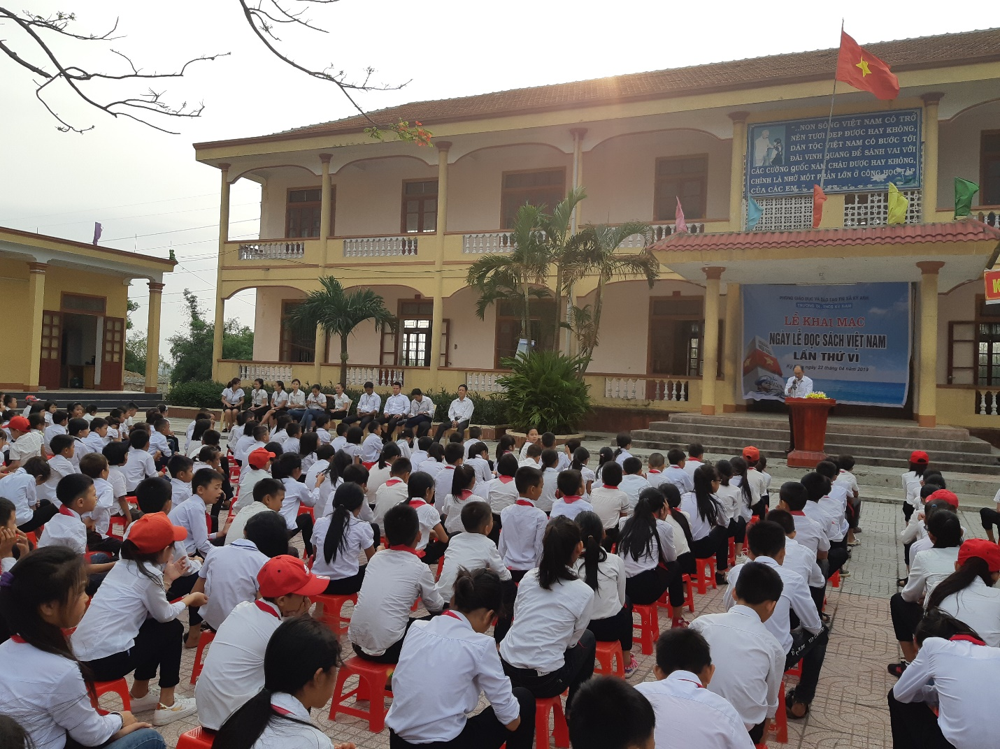 "..NON SÔNG VIỆT NAM CÓ TRỞ
NÊN TƯƠI ĐẸP ĐƯỢC HAY KHÔNG,
DÂN TỘC VIỆT NAM CÓ BƯỚC TỚI
ĐÀI VINH QUANG ĐỂ SÁNH VAI VỚI
CÁC CƯỜNG QUỐC NĂM CHÂU ĐƯỢC HAY KHÔNG,
CHÍNH LÀ NHỜ MỘT PHẦN LỚN Ở CÔNG HỌC TẬP
CỦA CÁC EM
PHÒNG GIÁO DỤC VÀ ĐÀO TẠO THỊ XÃ KỲ ANH
TRƯỜNG TH, THCS KỲ NAM
LỄ KHAI MẠC
NGÀY LỄ ĐỌC SÁCH VIỆT NAM
LẦN THỨ VI
ngày 22 tháng 04 năm 2019